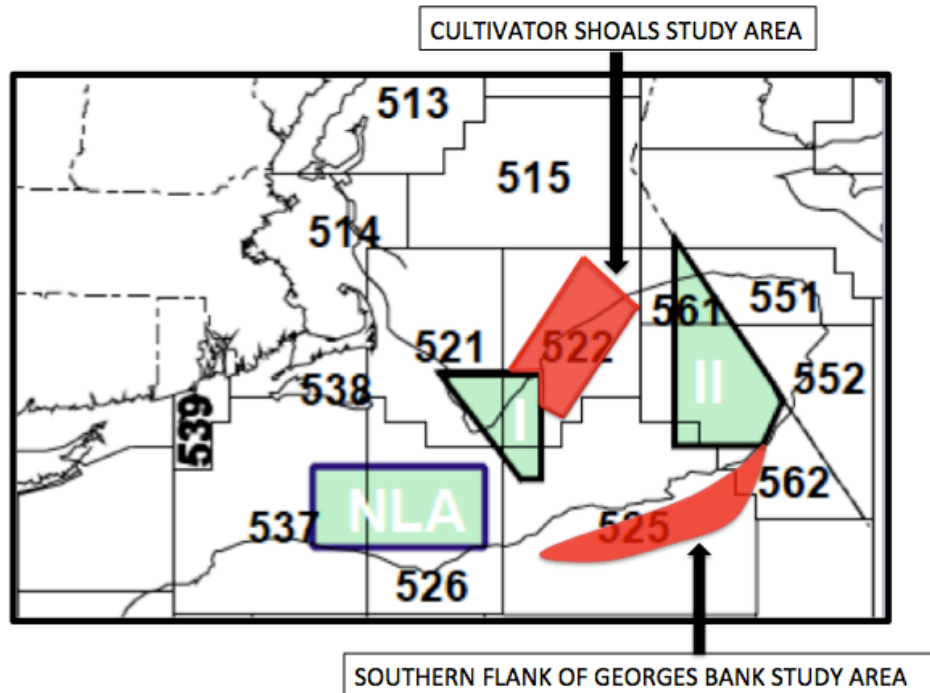 CULTIVATOR SHOALS STUDY AREA
513
515
514
561
551
521
522
552
538
I
II
539
562
NLA
537
525
526
SOUTHERN FLANK OF GEORGES BANK STUDY AREA